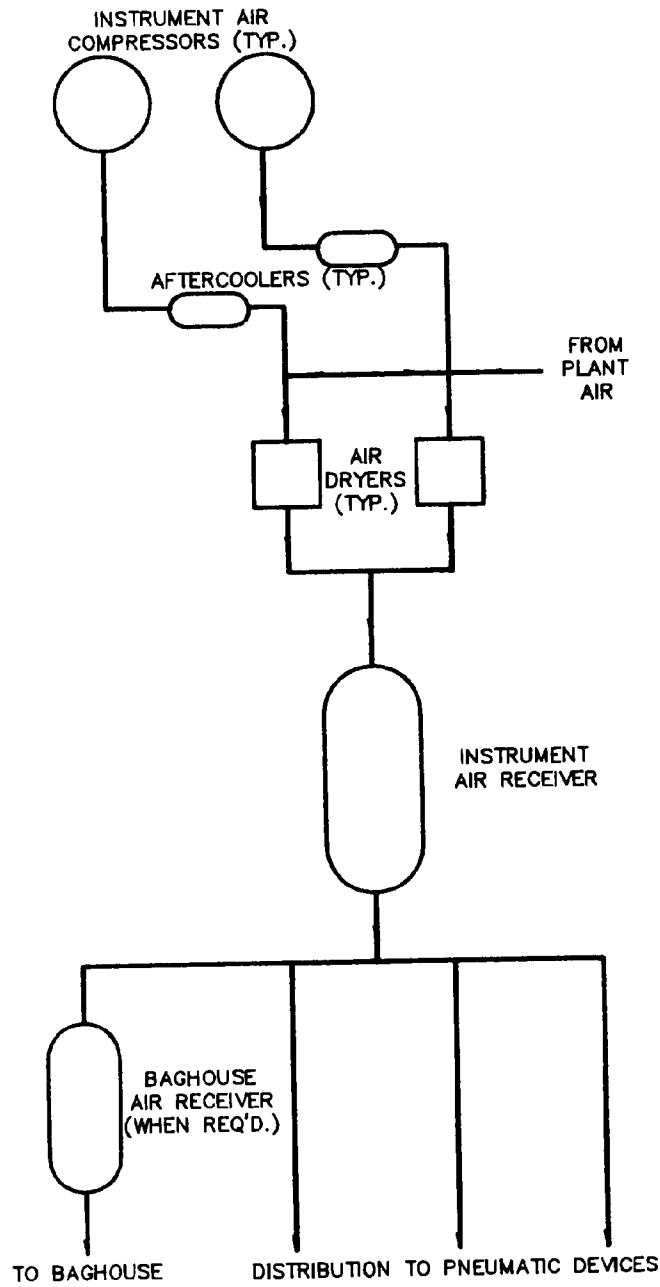 INSTRUMENT AIR
COMPRESSORS (TYP.)
AFTERCOOLERS (TYP.)
FROM
PLANT
AIR
AIR
DRYERS
(TYP.)
INSTRUMENT
AIR RECEIVER
BAGHOUSE
AIR RECEIVER
(WHEN REQ'D.)
TO BAGHOUSE
DISTRIBUTION TO PNEUMATIC DEVICES